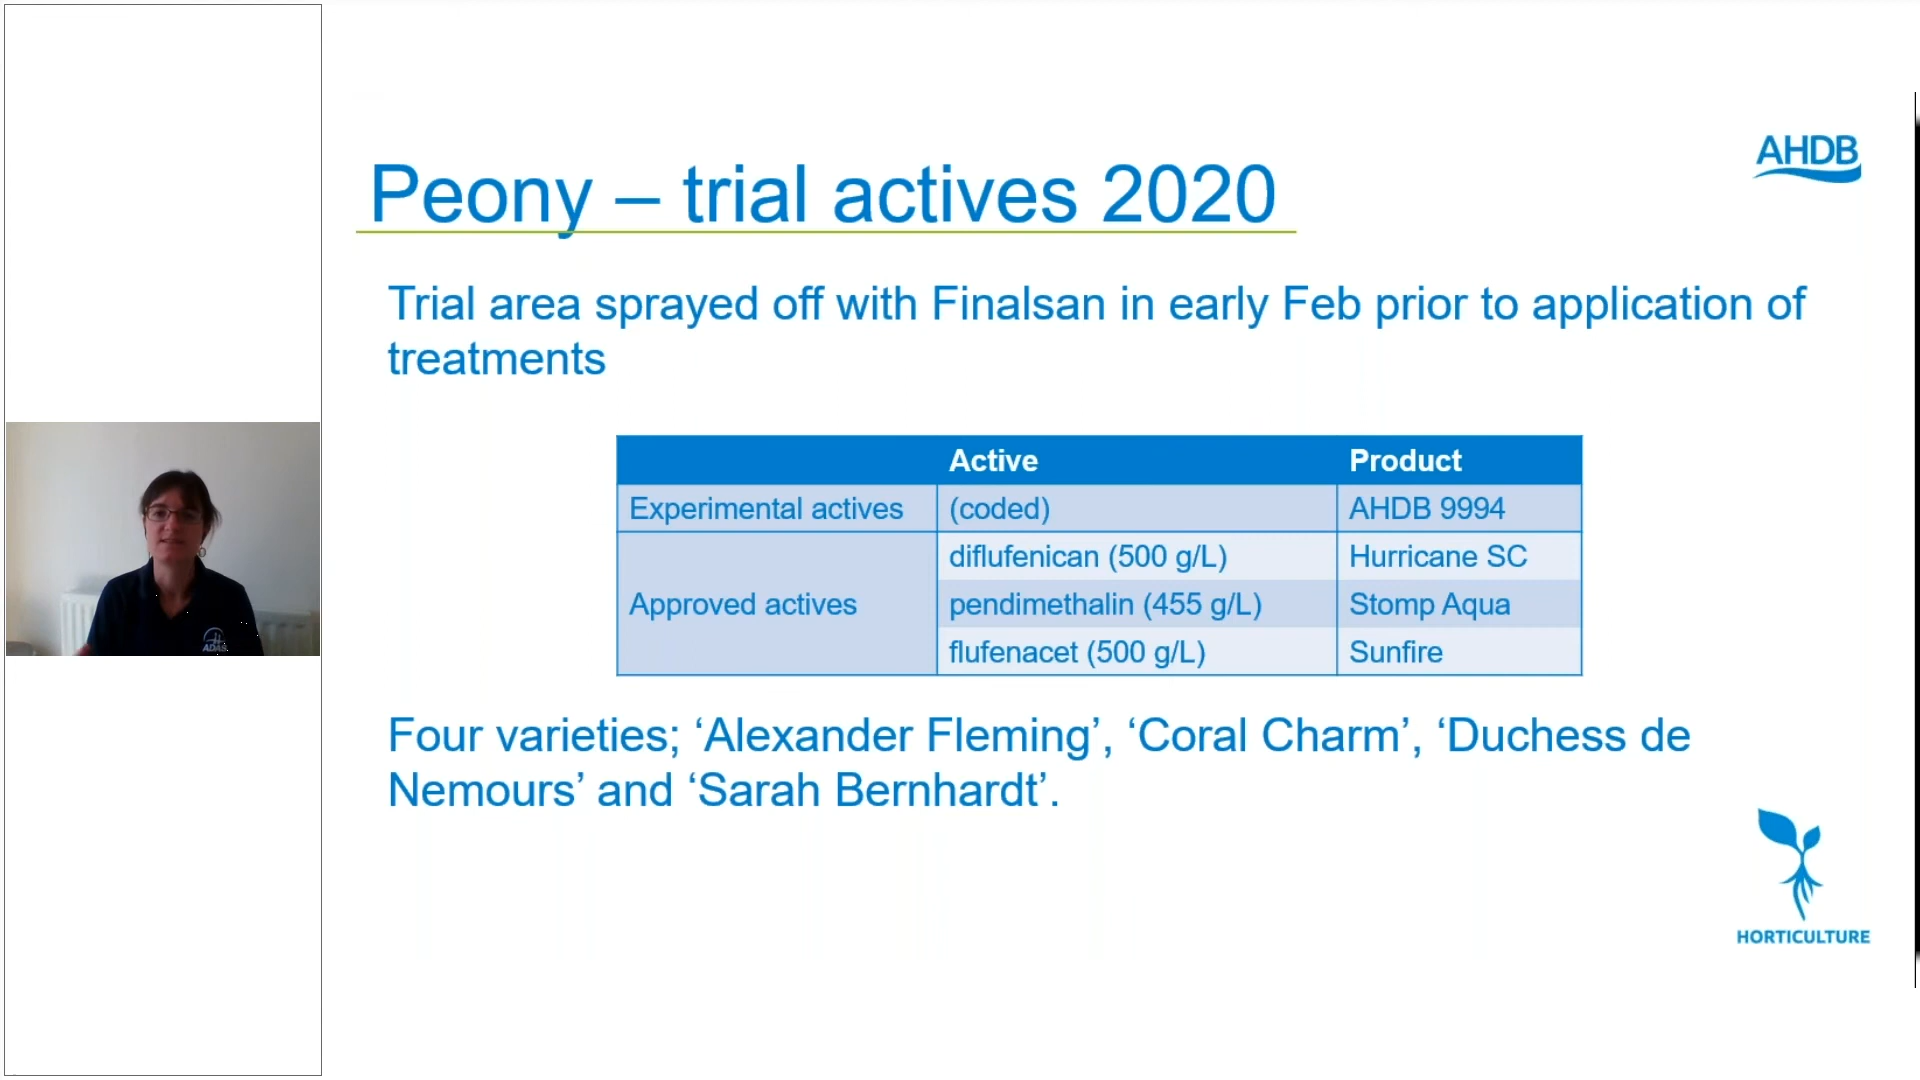 AHDB
Peony – trial actives 2020
Trial area sprayed off with Finalsan in early Feb prior to application of
treatments
Active Product
Experimental actives (coded) AHDB 9994
Approved actives
diflufenican (500 g/L) Hurricane SC
pendimethalin (455 g/L) Stomp Aqua
flufenacet (500 g/L) Sunfire
Four varieties; ‘Alexander Fleming’, ‘Coral Charm’, ‘Duchess de
Nemours’ and ‘Sarah Bernhardt’.
HORTICULTURE
ADAS